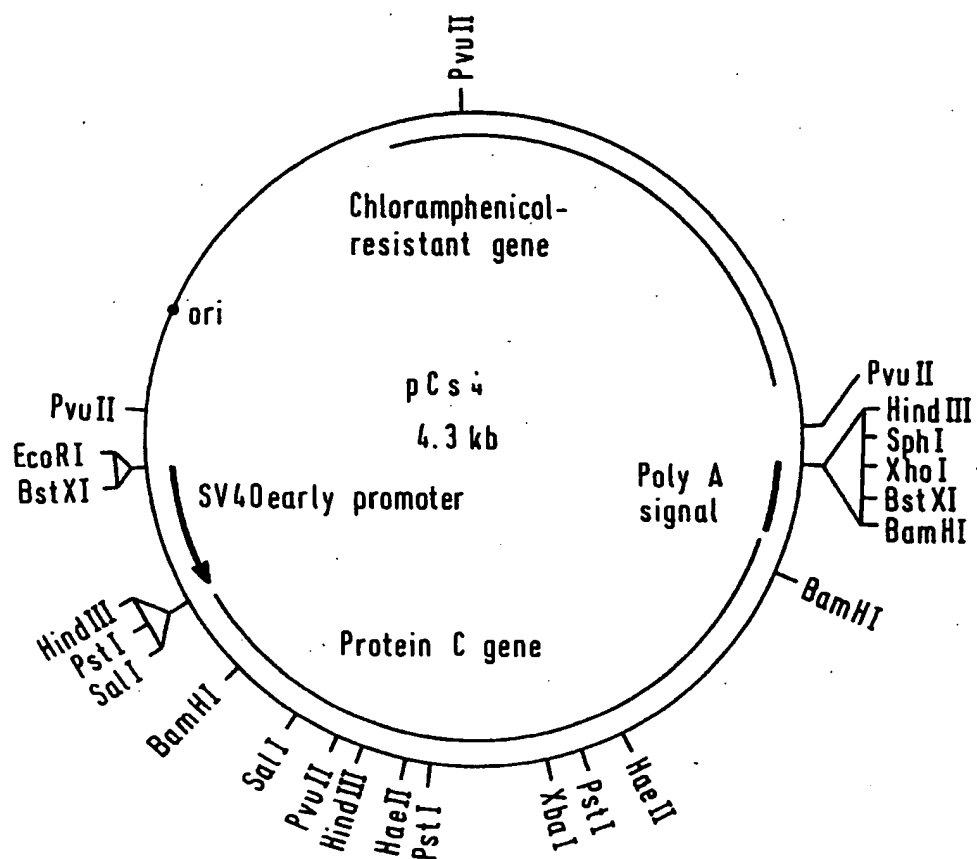 PvuII
Chloramphenicol-
resistant gene
ori
pCs4
4.3 kb
PvuII
PvuII
HindIII
SphI
XhoI
BstXI
BamHI
EcoRI
BstXI
SV40early promoter
Poly A
signal
BamHI
HindIII
PstI
SalI
Protein C gene
BamHI
SalI
PvuII
HindIII
HaeII
PstI
XbaI
PstI
HaeII